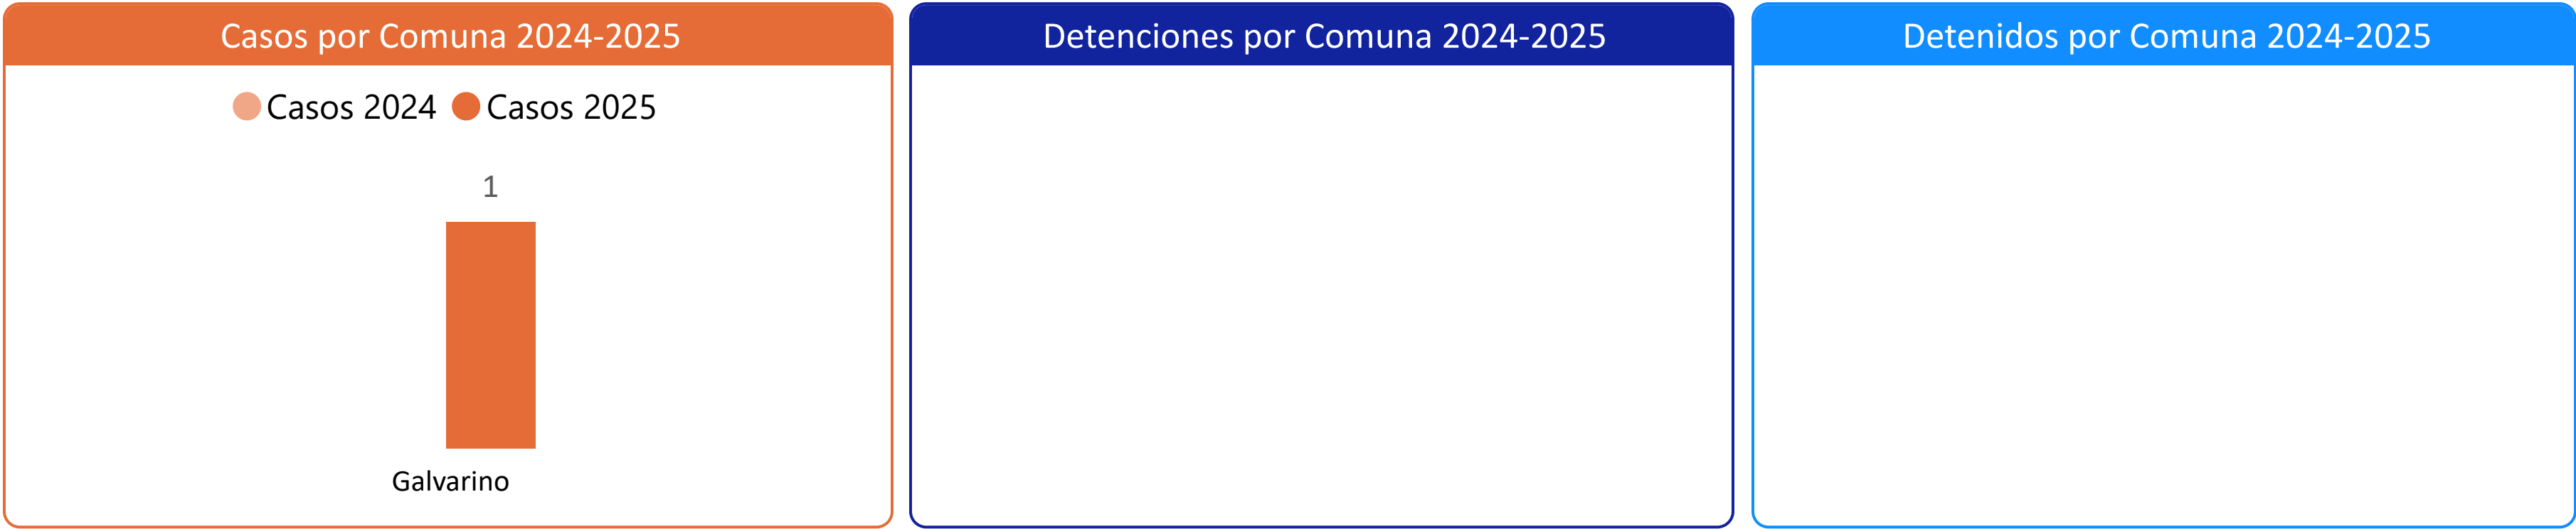 Casos por Comuna 2024-2025
Casos 2024 Casos 2025
1
Galvarino
Detenciones por Comuna 2024-2025
Detenidos por Comuna 2024-2025